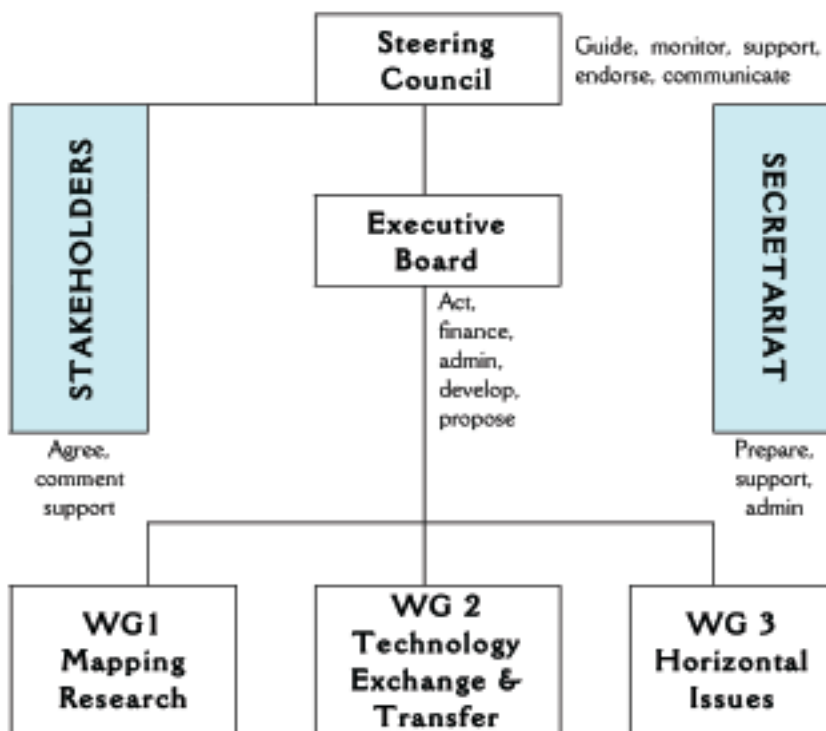 Steering
Council
Guide, monitor, support,
endorse, communicate
STAKEHOLDERS
SECRETARIAT
Executive
Board
Act,
finance,
admin,
develop,
propose
Agree,
comment
support
Prepare,
support,
admin
WG1
Mapping
Research
WG 2
Technology
Exchange &
Transfer
WG 3
Horizontal
Issues